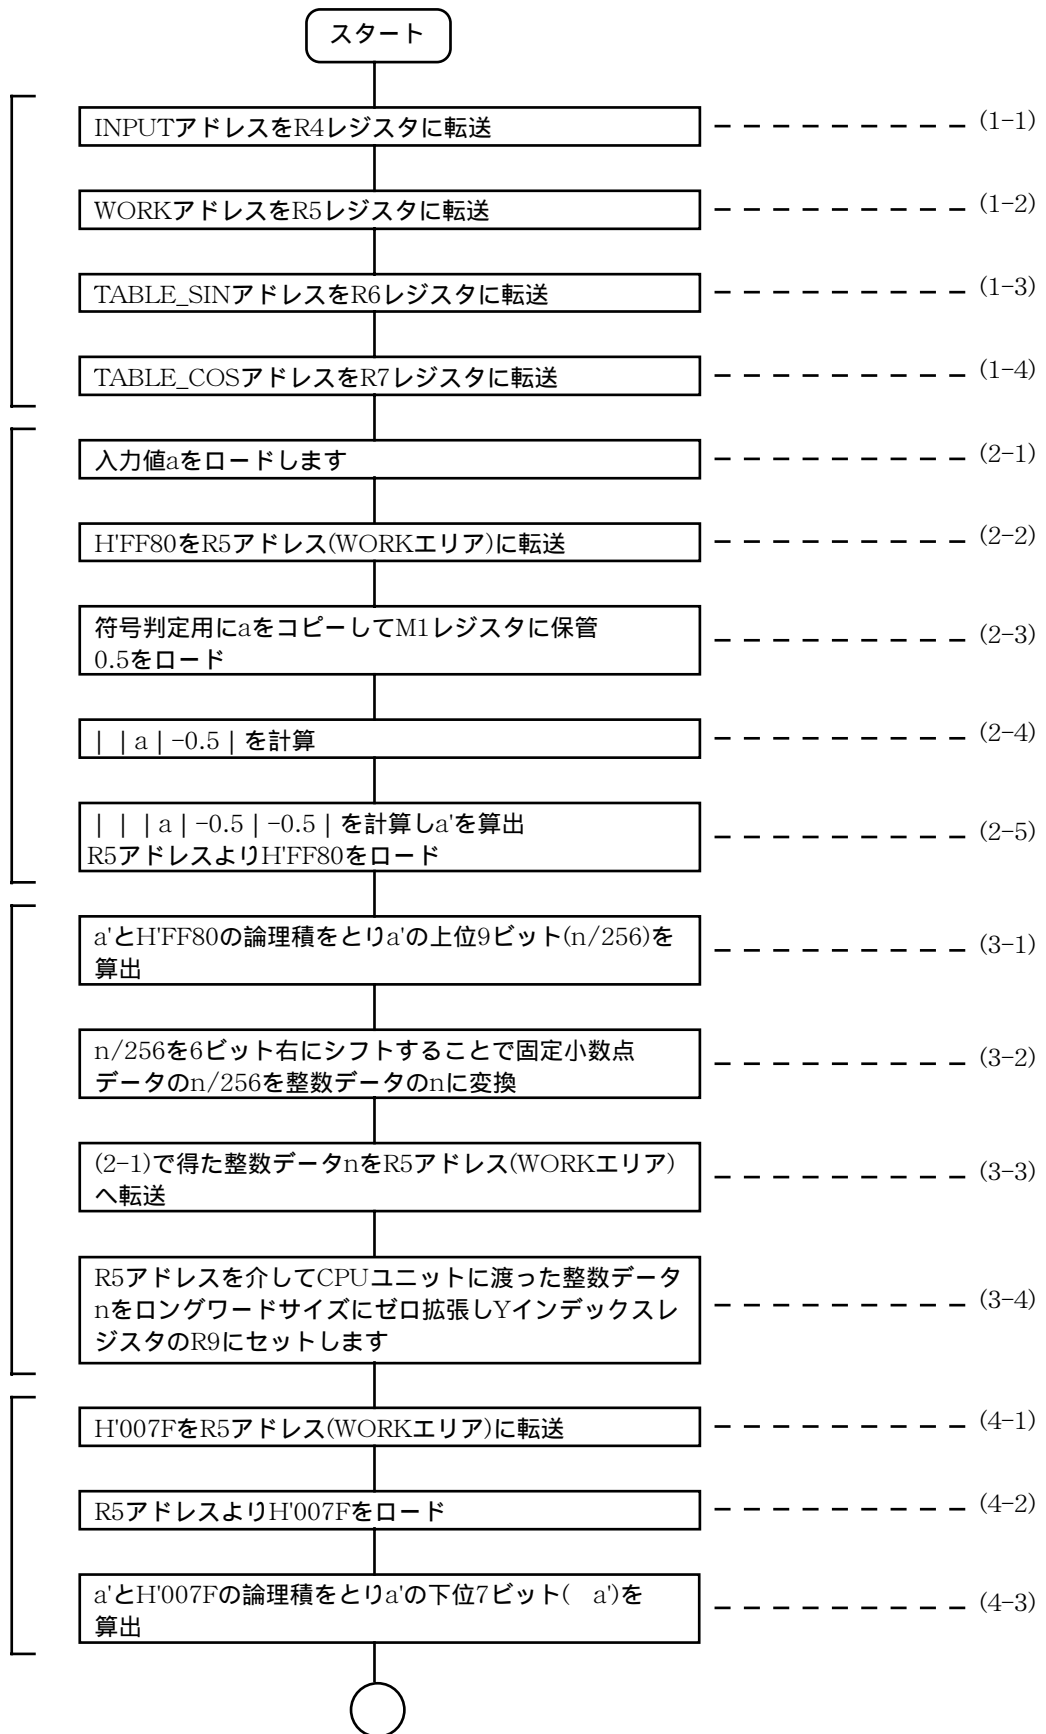 スタート
INPUTアドレスをR4レジスタに転送
(1-1)
WORKアドレスをR5レジスタに転送
(1-2)
TABLE_SINアドレスをR6レジスタに転送
(1-3)
TABLE_COSアドレスをR7レジスタに転送
(1-4)
入力値aをロードします
(2-1)
H'FF80をR5アドレス(WORKエリア)に転送
(2-2)
符号判定用にaをコピーしてM1レジスタに保管
0.5をロード
(2-3)
| | a | -0.5 | を計算
(2-4)
| | | a | -0.5 | -0.5 | を計算しa'を算出
R5アドレスよりH'FF80をロード
(2-5)
a'とH'FF80の論理積をとりa'の上位9ビット(n/256)を
算出
(3-1)
n/256を6ビット右にシフトすることで固定小数点
データのn/256を整数データのnに変換
(3-2)
(2-1)で得た整数データnをR5アドレス(WORKエリア)
へ転送
(3-3)
R5アドレスを介してCPUユニットに渡った整数データ
nをロングワードサイズにゼロ拡張しYインデックスレ
ジスタのR9にセットします
(3-4)
H'007FをR5アドレス(WORKエリア)に転送
(4-1)
R5アドレスよりH'007Fをロード
(4-2)
a'とH'007Fの論理積をとりa'の下位7ビット(　a')を
算出
(4-3)